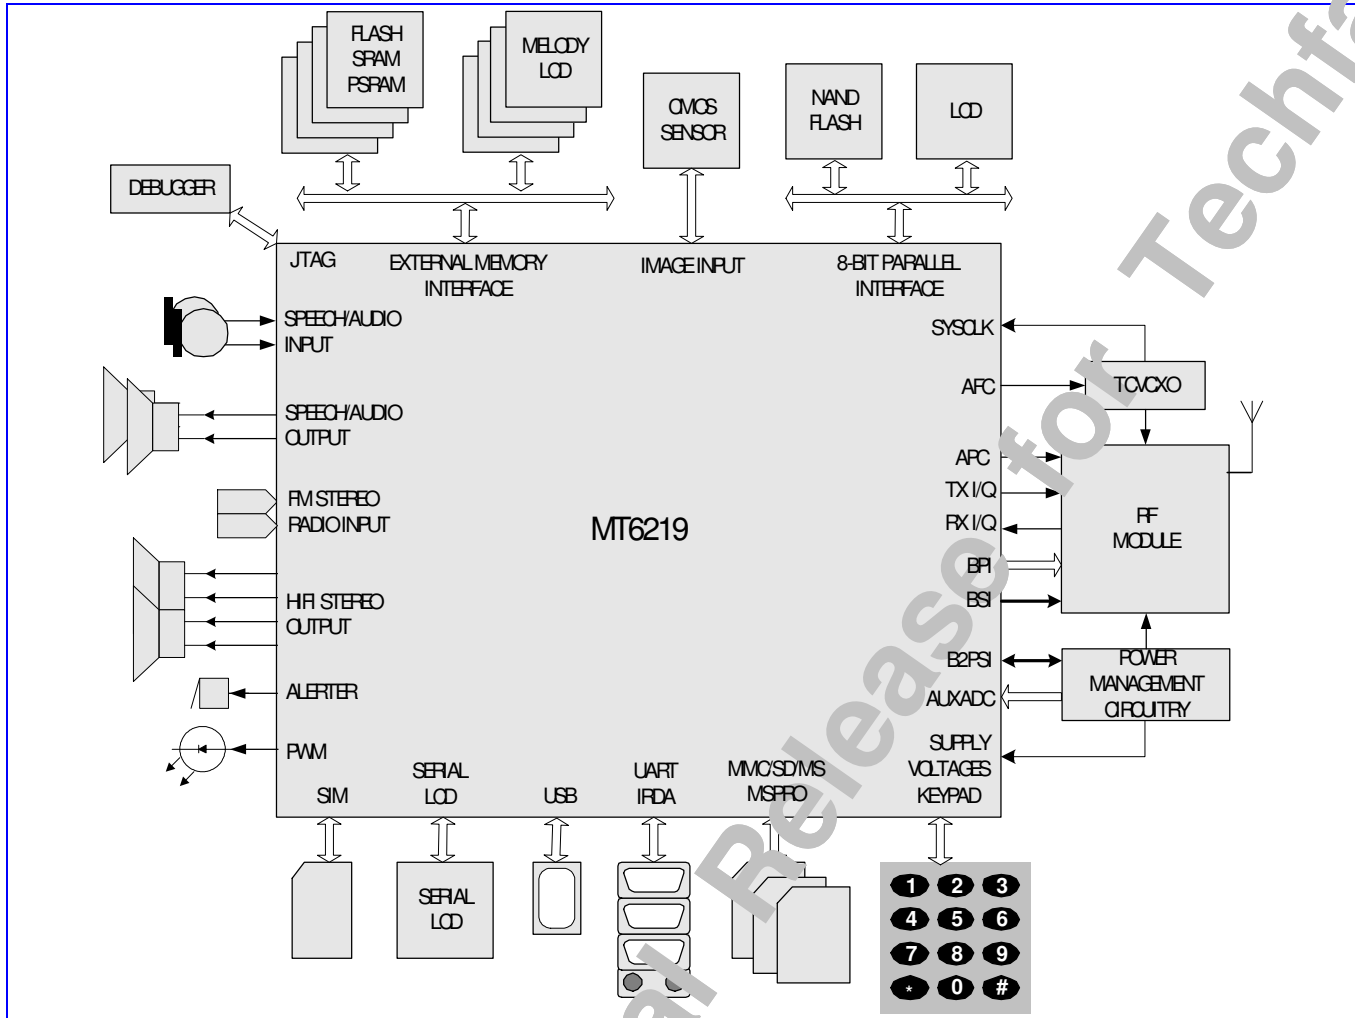 FLASH
SRAM
PSRAM
MELODY
LCD
CMOS
SENSOR
NAND
FLASH
LCD
DEBUGGER
JTAG
EXTERNAL MEMORY
INTERFACE
IMAGE INPUT
8-BIT PARALLEL
INTERFACE
SPEECH/AUDIO
INPUT
SYSCLK
TCVCXO
AFC
SPEECH/AUDIO
OUTPUT
APC
TX I/Q
RX I/Q
BPI
BSI
RF
MODULE
FM STEREO
RADIO INPUT
MT6219
HIFI STEREO
OUTPUT
B2PSI
AUXADC
POWER
MANAGEMENT
CIRCUITRY
ALERTER
PWM
SUPPLY
VOLTAGES
KEYPAD
SIM
SERIAL
LCD
USB
UART
IRDA
MMC/SD/MS
MSPRO
SERIAL
LCD
1 2 3
4 5 6
7 8 9
* 0 #
Release for